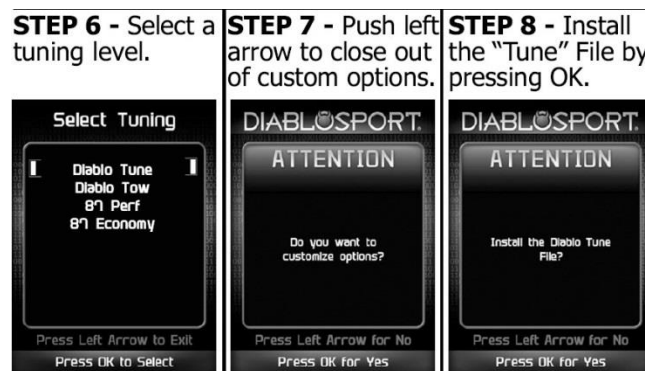 STEP 6 - Select a
tuning level.
Select Tuning
Diablo Tune
Diablo Tow
87 Perf
87 Economy
Press Left Arrow to Exit
Press OK to Select
STEP 7 - Push left
arrow to close out
of custom options.
DIABLOSPORT.
ATTENTION
Do you want to
customize options?
Press Left Arrow for No
Press OK for Yes
STEP 8 - Install
the “Tune” File by
pressing OK.
DIABLOSPORT.
ATTENTION
Install the Diablo Tune
File?
Press Left Arrow for No
Press OK for Yes